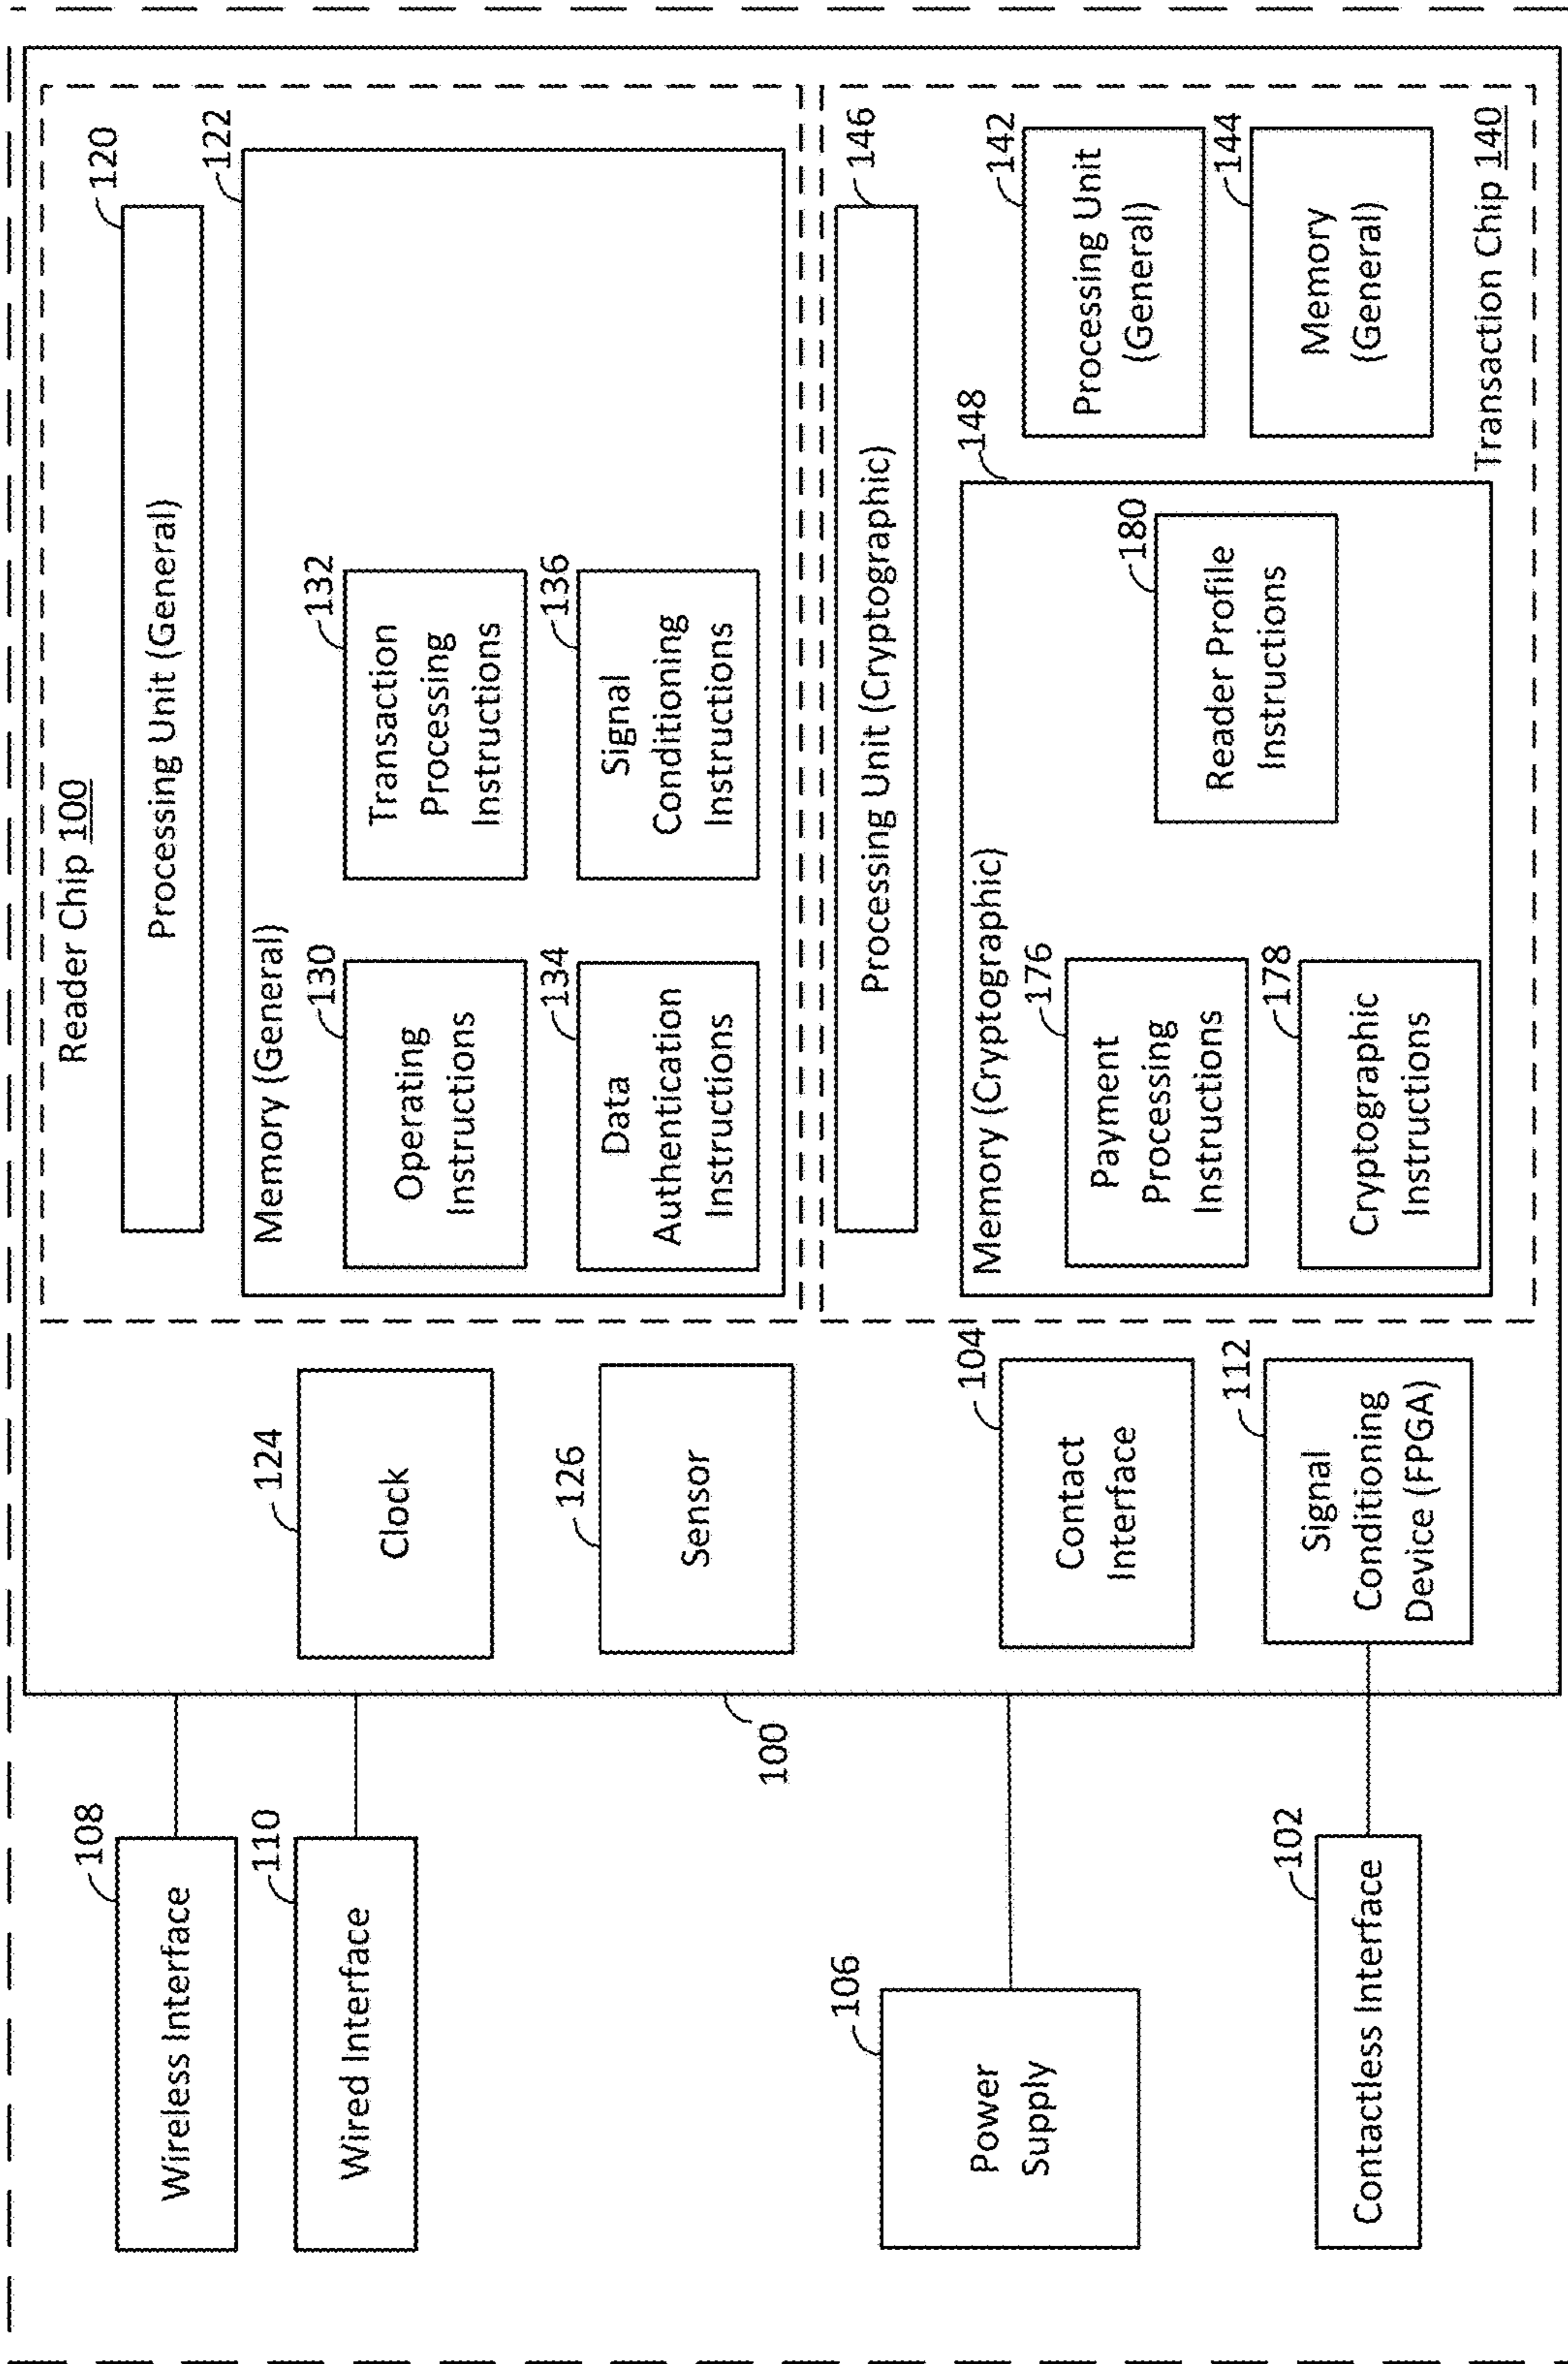 Wireless Interface
108
Wired Interface
110
Power
Supply
106
Contactless Interface
102
100
Clock
124
Sensor
126
Contact
Interface
104
Signal
Conditioning
Device (FPGA)
112
Reader Chip 100
Processing Unit (General)
120
Memory (General)
122
Operating
Instructions
130
Transaction
Processing
Instructions
132
Data
Authentication
Instructions
134
Signal
Conditioning
Instructions
136
Processing Unit (Cryptographic)
146
Memory (Cryptographic)
148
Payment
Processing
Instructions
176
Cryptographic
Instructions
178
Reader Profile
Instructions
180
Processing Unit
(General)
142
Memory
(General)
144
Transaction Chip 140